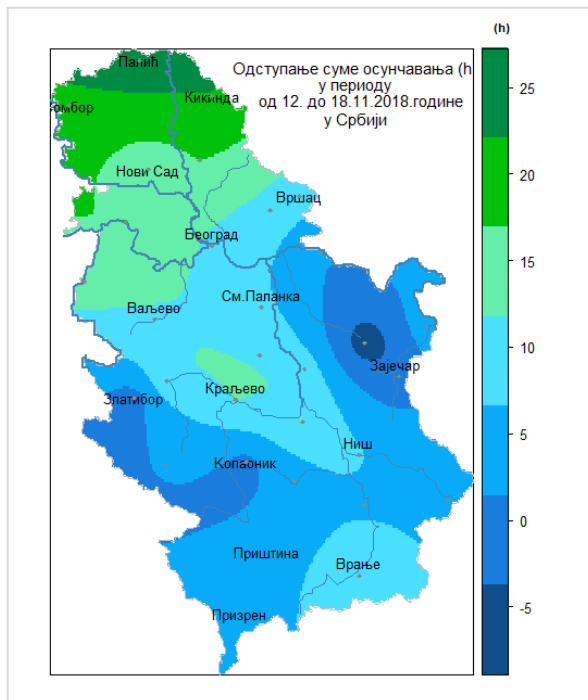 (h)
Одступање суме осунчавања (h
у периоду
од 12. до 18.11.2018.године
у Србији
Палић
Кикинда
омбор
Нови Сад
Вршац
Београд
См.Паланка
Ваљево
Зајечар
Златибор
Краљево
Ниш
Копаоник
Приштина
Врање
Призрен
25
20
15
10
5
0
-5